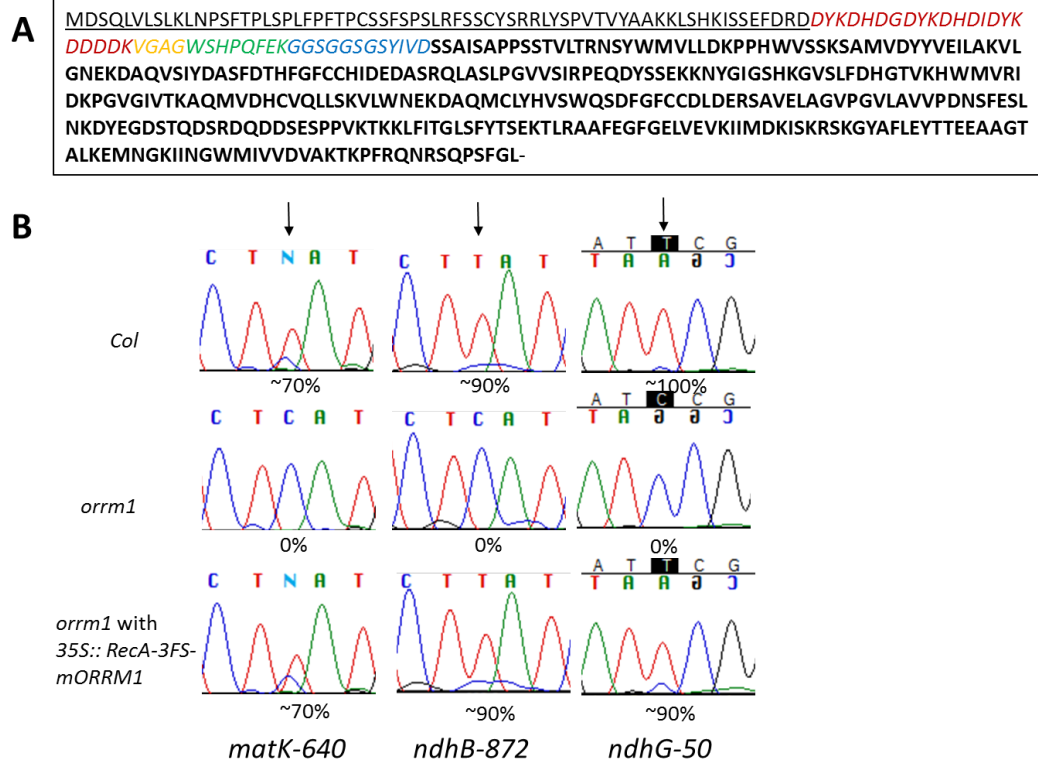 A
MDSQLVLSLKLNPSFTPLSPLFPFTPCSSFSPSLRFSSCYSRRLYSPVTVYAAKKLSHKISSEFDRDDYKDHDGDYKDHDIDYK
DDDDKVGAGWSHPQFEKGGSGGSGSYIVDSSAISAPPSSTVLTRNSYWMVLLDKPPHWVSSKSAMVDYYVEILAKVL
GNEKDAQVSIYDASFDTHFGFCCHIDEDASRQLASLPGVVSIRPEQDYSSEKKNYGIGSHKGVSLFDHGTVKHWMVRI
DKPGVGIVTKAQMVDHCVQLLSKVLWNEKDAQMCLYHVSWQSDFGFCCDLDERSAVELAGVPGVLAVVPDNSFESL
NKDYEGDSTQDSRDQDDSESPPVKTKKLFITGLSFYTSEKTLRAAFEGFGELVEVKIIMDKISKRSKGYAFLEYTTEEAAGT
ALKEMNGKIINGWMIVVDVAKTKPFRQNRSQPSFGL-
B
C T N A T
C T T A T
A T T C G
T A A G C
Col
~70%
~90%
~100%
C T C A T
C T C A T
A T C C G
T A G G C
orrm1
0%
0%
0%
C T N A T
C T T A T
A T T C G
T A A G C
orrm1 with
35S:: RecA-3FS-
mORRM1
~70%
~90%
~90%
matK-640
ndhB-872
ndhG-50